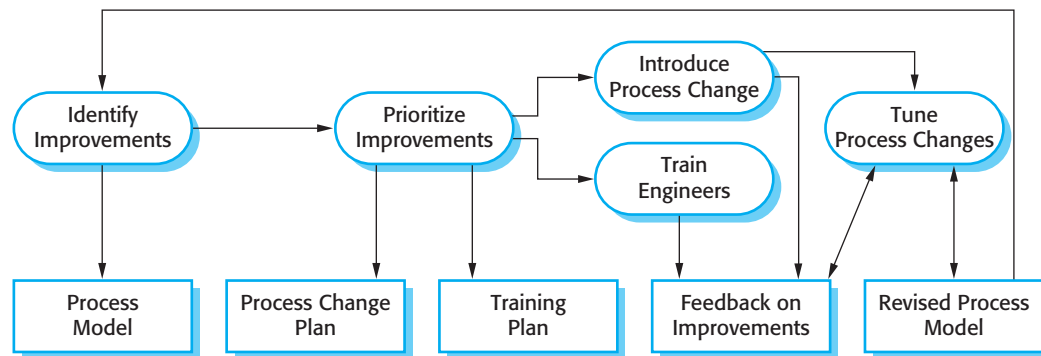 Introduce
Process Change
Identify
Improvements
Prioritize
Improvements
Tune
Process Changes
Train
Engineers
Process
Model
Process Change
Plan
Training
Plan
Feedback on
Improvements
Revised Process
Model